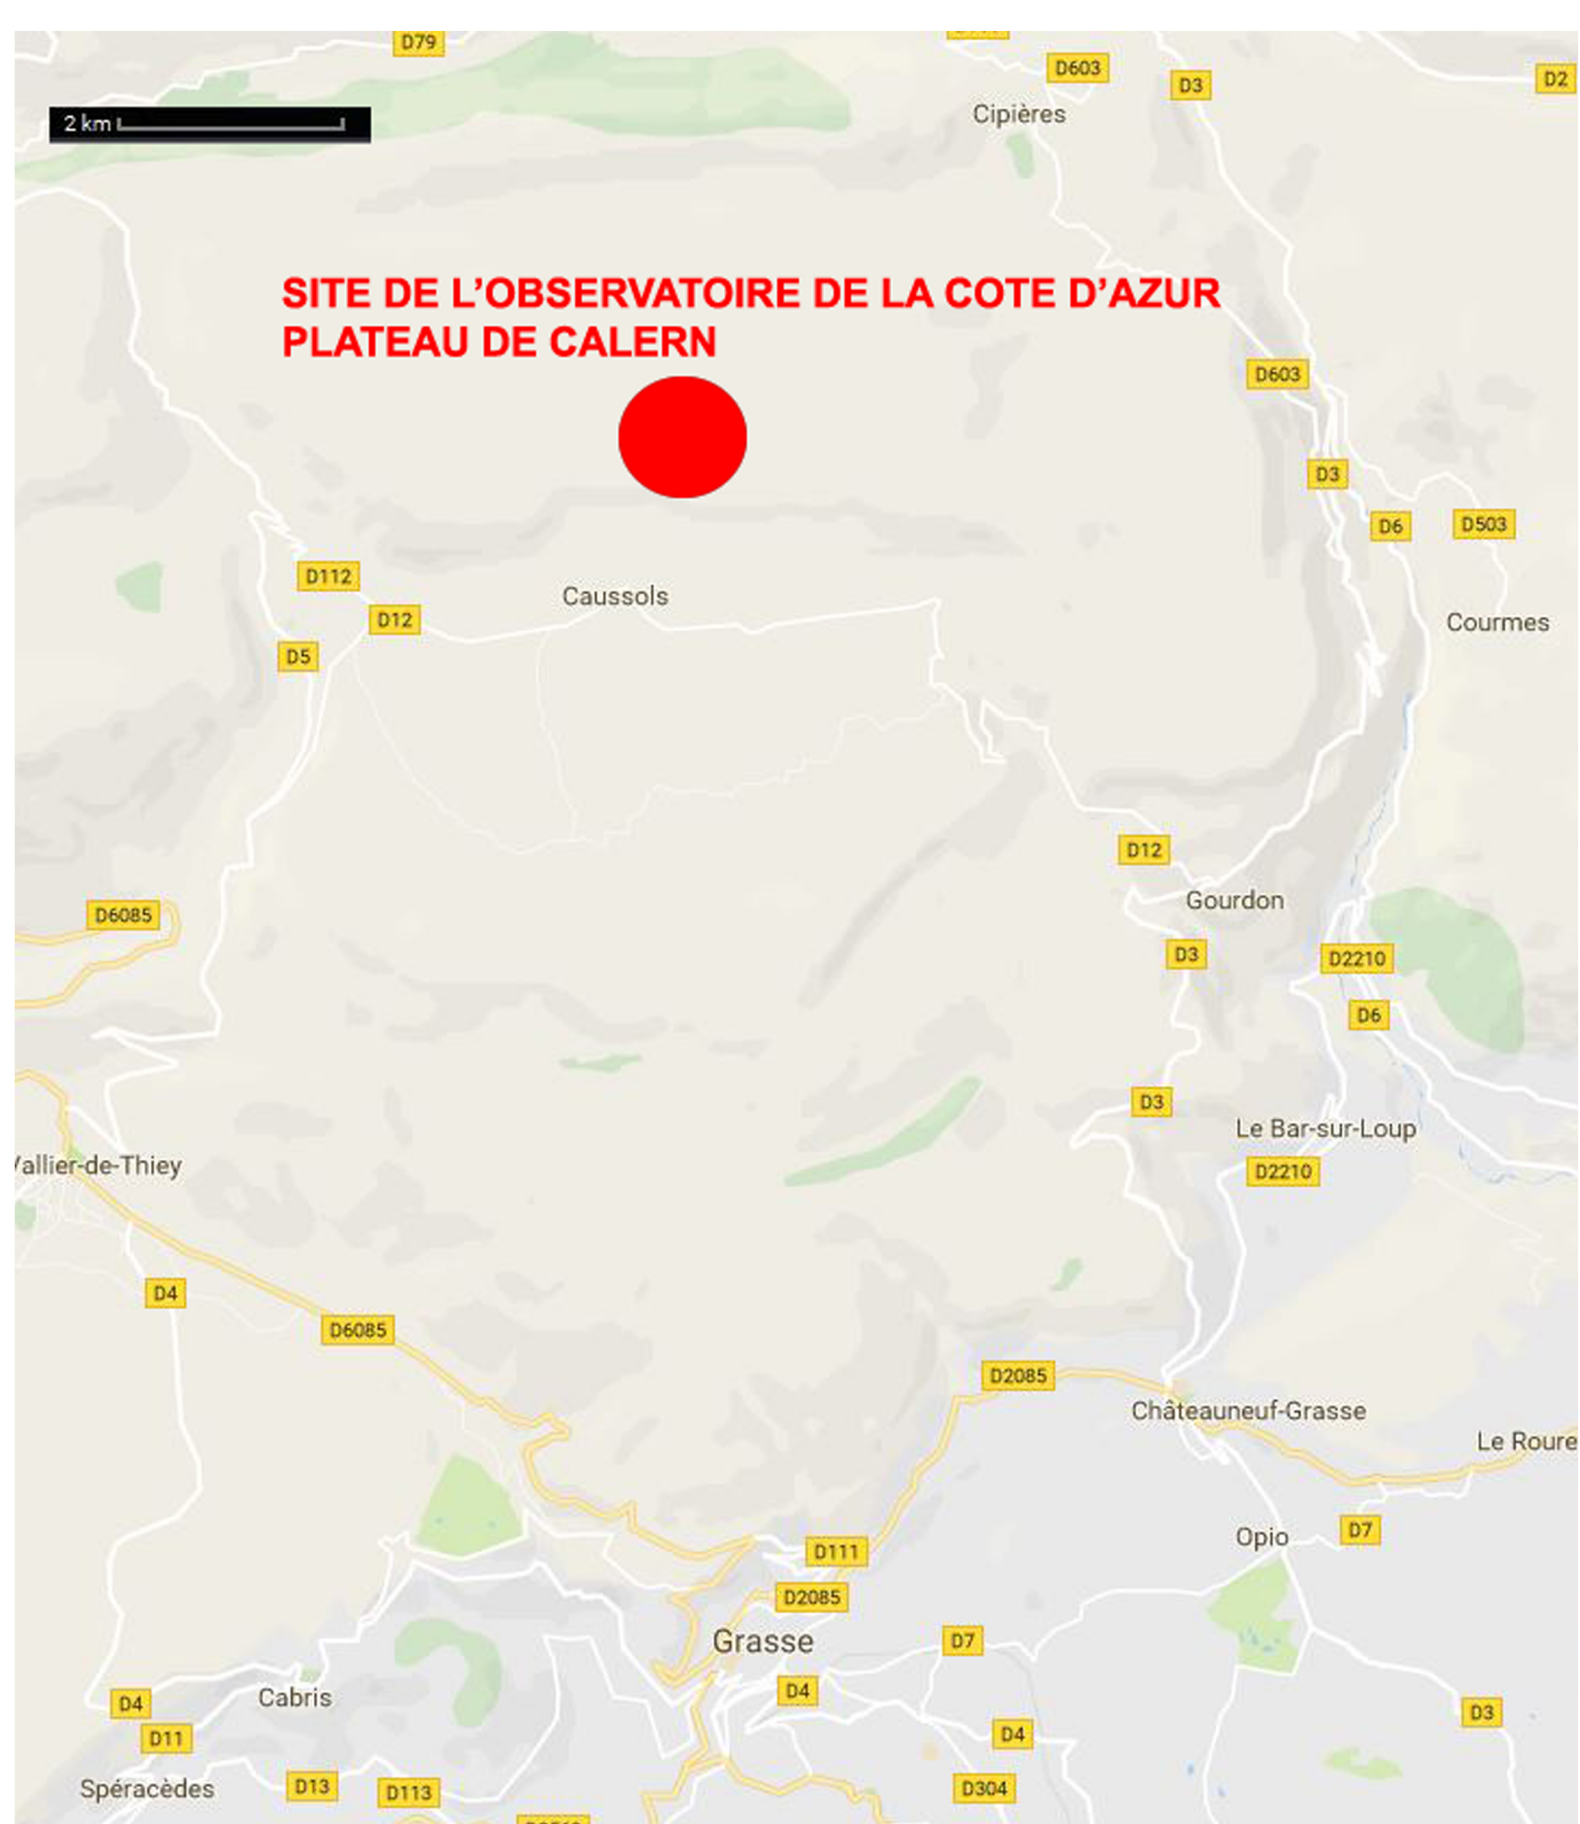 D79
D603
D3
D2
Cipières
2 km
SITE DE L’OBSERVATOIRE DE LA COTE D’AZUR
PLATEAU DE CALERN
D603
D3
D6
D503
D112
Caussols
D12
Courmes
D5
D12
Gourdon
D6085
D3
D2210
D6
D3
Le Bar-sur-Loup
allier-de-Thiey
D2210
D4
D6085
D2085
Châteauneuf-Grasse
Le Roure
D7
Opio
D111
D2085
Grasse
D7
D4
Cabris
D4
D3
D11
D4
Spéracèdes
D13
D113
D304